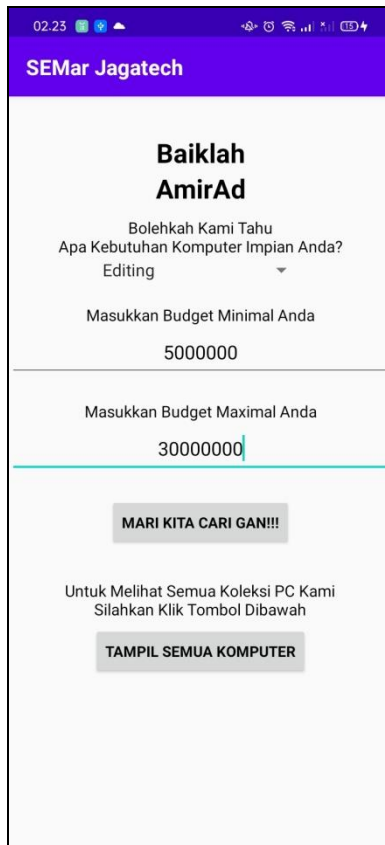 02.23
15
SEMar Jagatech
Baiklah
AmirAd
Bolehkah Kami Tahu
Apa Kebutuhan Komputer Impian Anda?
Editing
Masukkan Budget Minimal Anda
5000000
Masukkan Budget Maximal Anda
30000000
MARI KITA CARI GAN!!!
Untuk Melihat Semua Koleksi PC Kami
Silahkan Klik Tombol Dibawah
TAMPIL SEMUA KOMPUTER